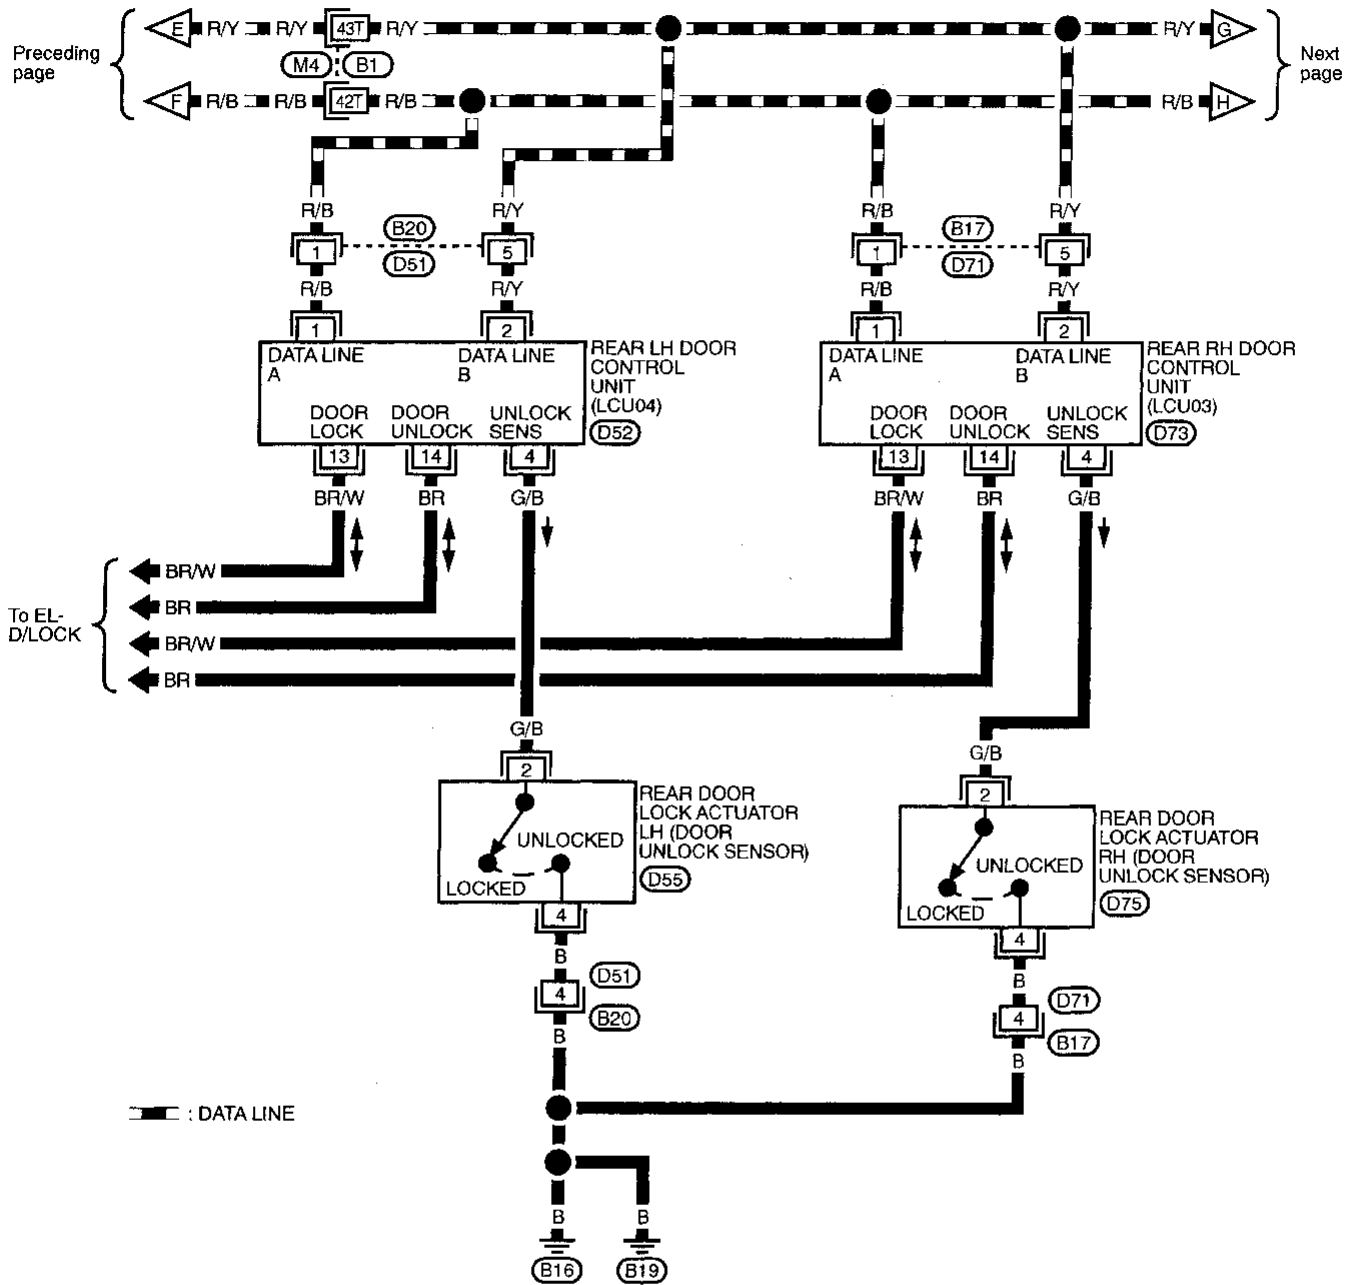 E R/Y R/Y 43T R/Y R/Y G
Preceding
page
M4 B1
Next
page
F R/B R/B 42T R/B R/B H
R/B R/Y R/B R/Y
B20 B17
1 5 1 5
D51 D71
R/B R/Y R/B R/Y
1 2 1 2
DATA LINE
A
DATA LINE
B
REAR LH DOOR
CONTROL
UNIT
(LCU04)
D52
DOOR
LOCK
DOOR
UNLOCK
UNLOCK
SENS
DATA LINE
A
DATA LINE
B
REAR RH DOOR
CONTROL
UNIT
(LCU03)
D73
DOOR
LOCK
DOOR
UNLOCK
UNLOCK
SENS
13 14 4 13 14 4
BR/W BR G/B BR/W BR G/B
BR/W
BR
To EL-
D/LOCK
BR/W
BR
G/B
2
REAR DOOR
LOCK ACTUATOR
LH (DOOR
UNLOCK SENSOR)
D55
UNLOCKED
LOCKED
4
B
D51
4
B20
B
G/B
2
REAR DOOR
LOCK ACTUATOR
RH (DOOR
UNLOCK SENSOR)
D75
UNLOCKED
LOCKED
4
B
D71
4
B17
B
: DATA LINE
B B
B16 B19